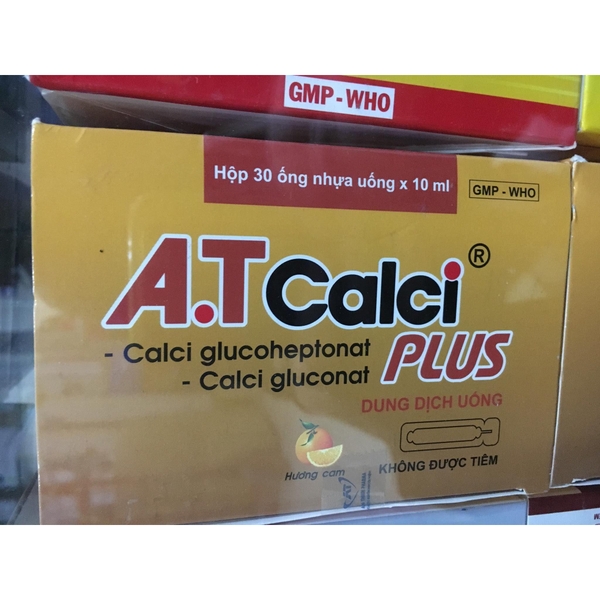 GMP - WHO
Hộp 30 ống nhựa uống x 10 ml
GMP - WHO
A.T Calci ®
PLUS
- Calci glucoheptonat
- Calci gluconat
DUNG DỊCH UỐNG
Hương cam
KHÔNG ĐƯỢC TIÊM